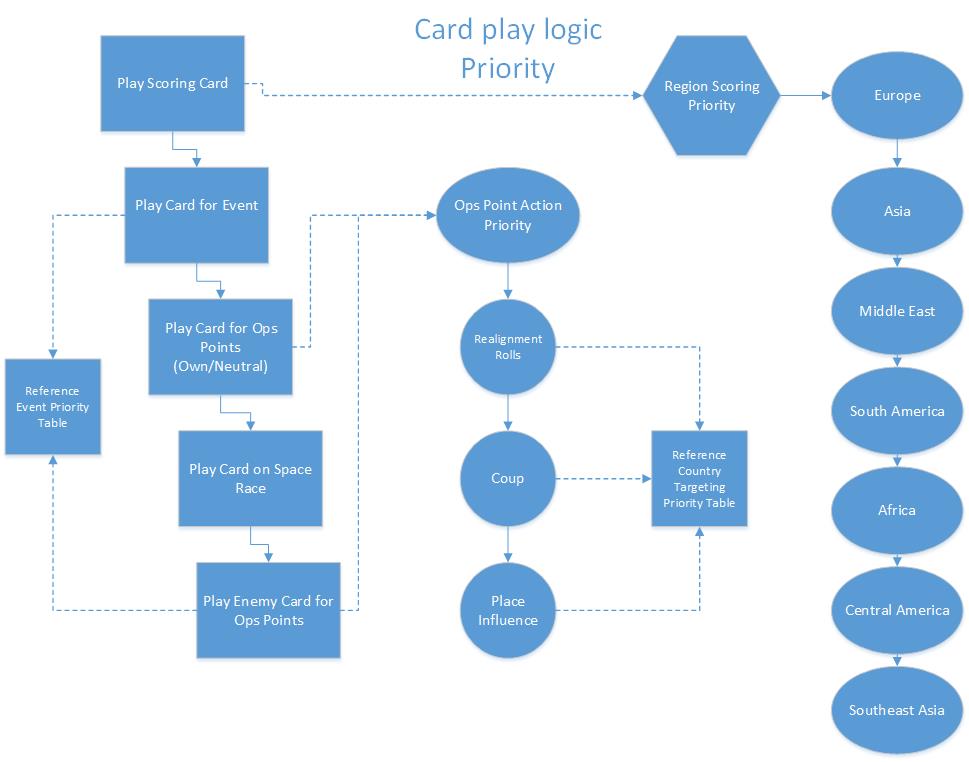 Card play logic
Priority
Play Scoring Card
Region Scoring
Priority
Europe
Play Card for Event
Ops Point Action
Priority
Asia
Play Card for Ops
Points
(Own/Neutral)
Realignment
Rolls
Middle East
Reference
Event Priority
Table
South America
Play Card on Space
Race
Coup
Reference
Country
Targeting
Priority Table
Africa
Play Enemy Card for
Ops Points
Place
Influence
Central America
Southeast Asia